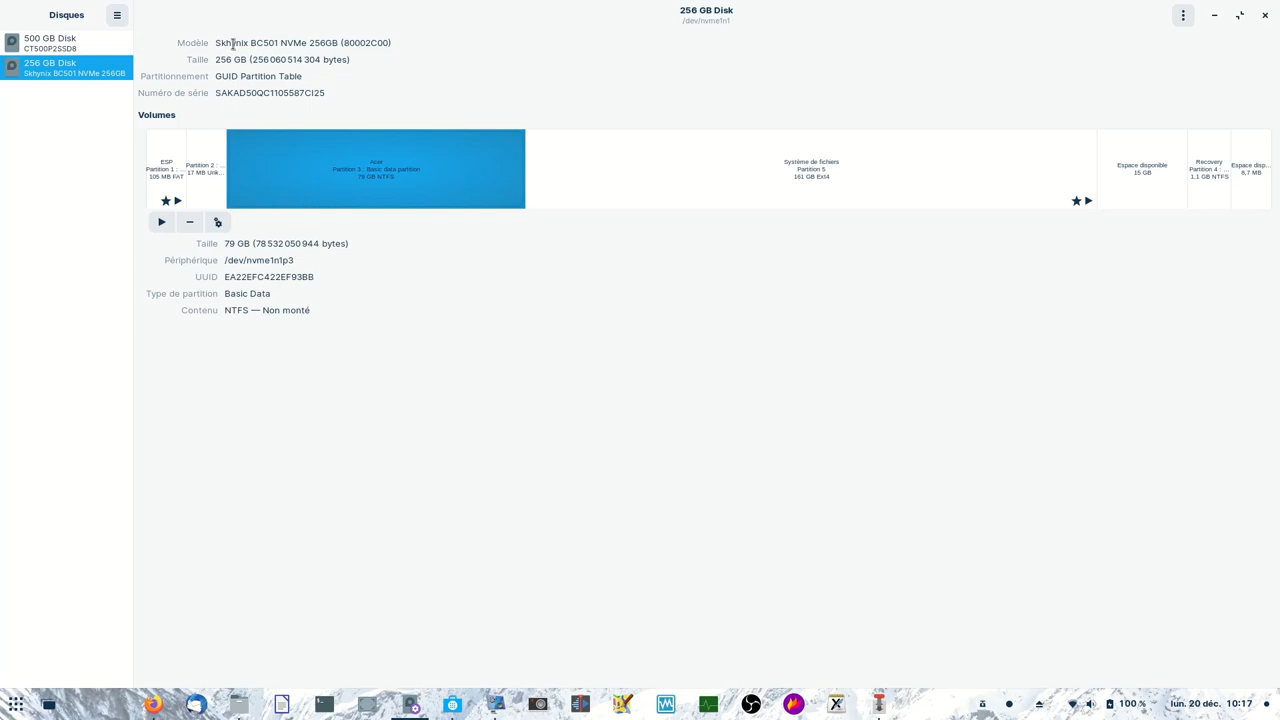 Disques
256 GB Disk
/dev/nvme1n1
500 GB Disk
CT500P2SSD8
256 GB Disk
Skhynix BC501 NVMe 256GB
Modèle Skhynix BC501 NVMe 256GB (80002C00)
Taille 256 GB (256 060 514 304 bytes)
Partitionnement GUID Partition Table
Numéro de série SAKAD50QC1105587CI25
Volumes
ESP
Partition 1 : …
105 MB FAT
Partition 2 : …
17 MB Unk…
Acer
Partition 3 : Basic data partition
79 GB NTFS
Système de fichiers
Partition 5
161 GB Ext4
Espace disponible
15 GB
Recovery
Partition 4 : …
1,1 GB NTFS
Espace disp…
8,7 MB
Taille 79 GB (78 532 050 944 bytes)
Périphérique /dev/nvme1n1p3
UUID EA22EFC422EF93BB
Type de partition Basic Data
Contenu NTFS — Non monté
100 %
lun. 20 déc. 10:17